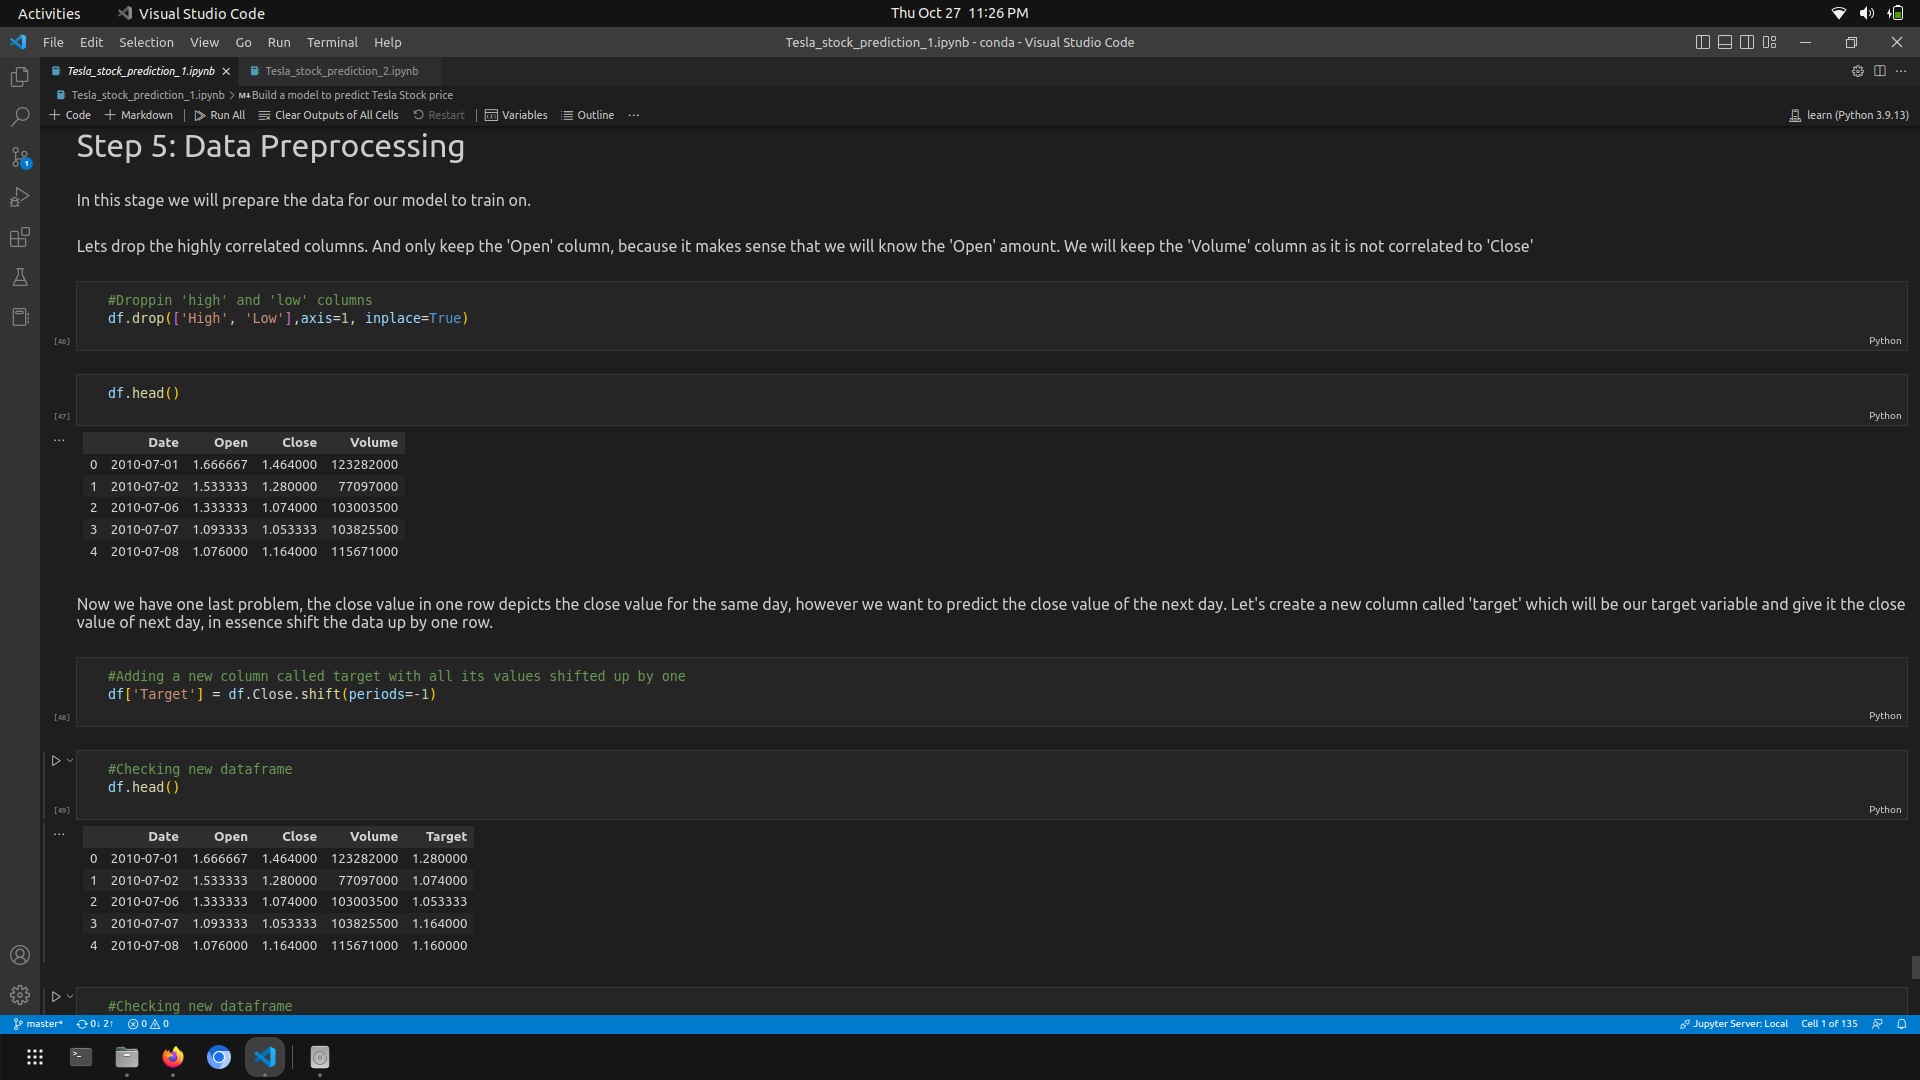 Activities Visual Studio Code Thu Oct 27 11:26 PM
File Edit Selection View Go Run Terminal Help Tesla_stock_prediction_1.ipynb - conda - Visual Studio Code
Tesla_stock_prediction_1.ipynb Tesla_stock_prediction_2.ipynb
Tesla_stock_prediction_1.ipynb > M↓Build a model to predict Tesla Stock price
+ Code + Markdown | Run All Clear Outputs of All Cells Restart | Variables Outline ··· learn (Python 3.9.13)
Step 5: Data Preprocessing
In this stage we will prepare the data for our model to train on.
Lets drop the highly correlated columns. And only keep the 'Open' column, because it makes sense that we will know the 'Open' amount. We will keep the 'Volume' column as it is not correlated to 'Close'
#Droppin 'high' and 'low' columns
df.drop(['High', 'Low'],axis=1, inplace=True)
[46] Python
df.head()
[47] Python
Date Open Close Volume
0 2010-07-01 1.666667 1.464000 123282000
1 2010-07-02 1.533333 1.280000 77097000
2 2010-07-06 1.333333 1.074000 103003500
3 2010-07-07 1.093333 1.053333 103825500
4 2010-07-08 1.076000 1.164000 115671000
Now we have one last problem, the close value in one row depicts the close value for the same day, however we want to predict the close value of the next day. Let's create a new column called 'target' which will be our target variable and give it the close
value of next day, in essence shift the data up by one row.
#Adding a new column called target with all its values shifted up by one
df['Target'] = df.Close.shift(periods=-1)
[48] Python
#Checking new dataframe
df.head()
[49] Python
Date Open Close Volume Target
0 2010-07-01 1.666667 1.464000 123282000 1.280000
1 2010-07-02 1.533333 1.280000 77097000 1.074000
2 2010-07-06 1.333333 1.074000 103003500 1.053333
3 2010-07-07 1.093333 1.053333 103825500 1.164000
4 2010-07-08 1.076000 1.164000 115671000 1.160000
#Checking new dataframe
master* 0↓ 2↑ 0 0 Jupyter Server: Local Cell 1 of 135